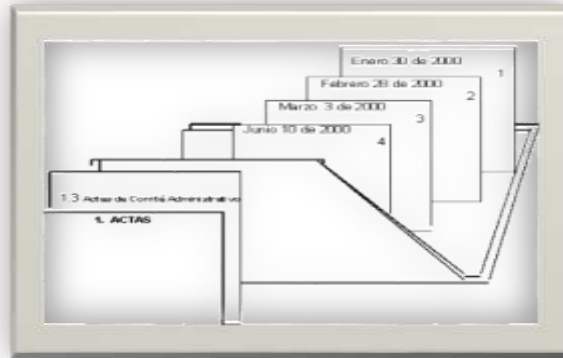 Enero 30 de 2000
1
Febrero 28 de 2000
2
Marzo 3 de 2000
3
Junio 10 de 2000
4
1.3 Actas de Comité Administrativo
1. ACTAS